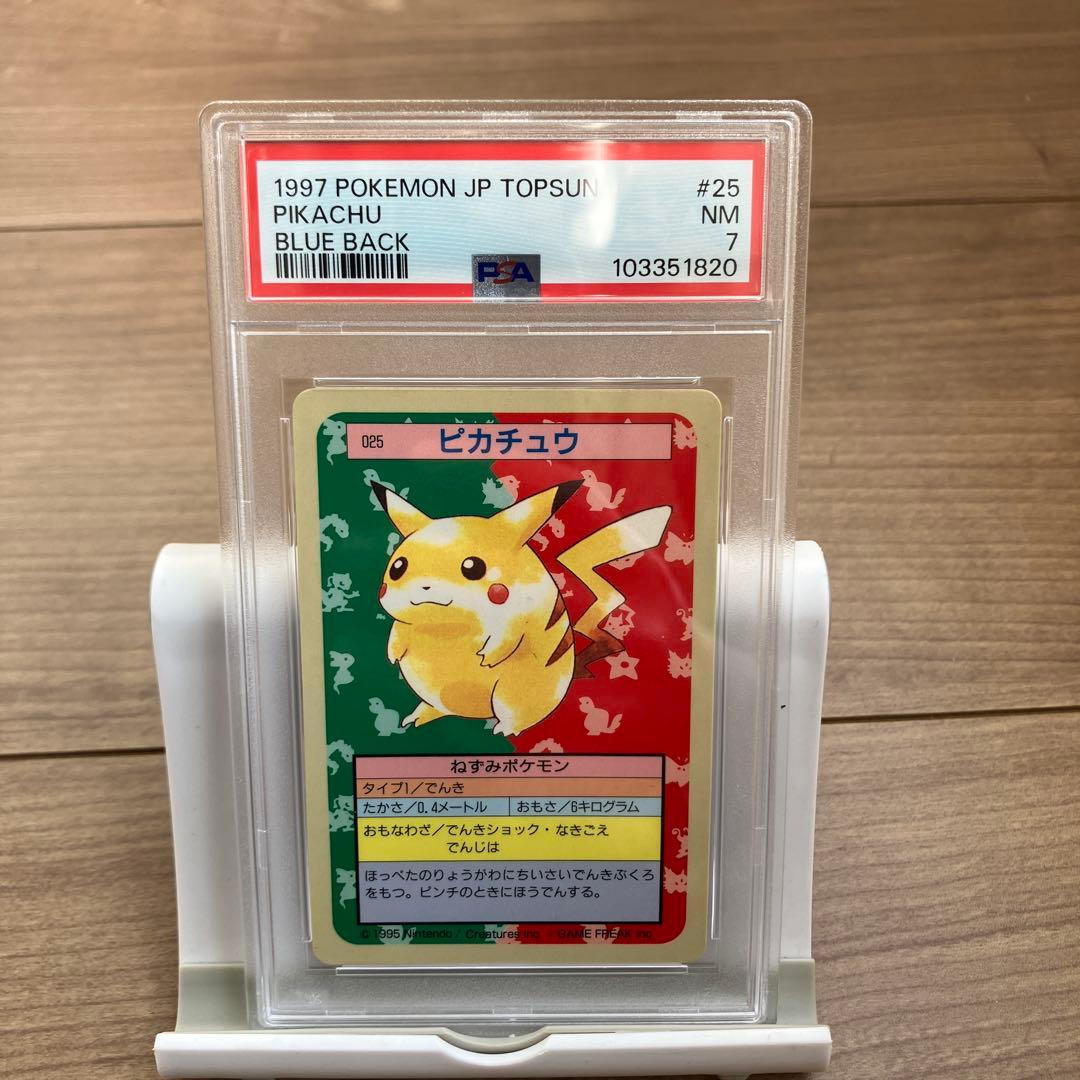 1997 POKEMON JP TOPSUN #25
PIKACHU NM
BLUE BACK 7
PSA 103351820
025 ピカチュウ
ねずみポケモン
タイプ1/でんき
たかさ/0.4メートル おもさ/6キログラム
おもなわざ/でんきショック・なきごえ
でんじは
ほっぺたのりょうがわにちいさいでんきぶくろ
をもつ。ピンチのときにほうでんする。
© 1995 Nintendo / Creatures inc. / GAME FREAK inc.